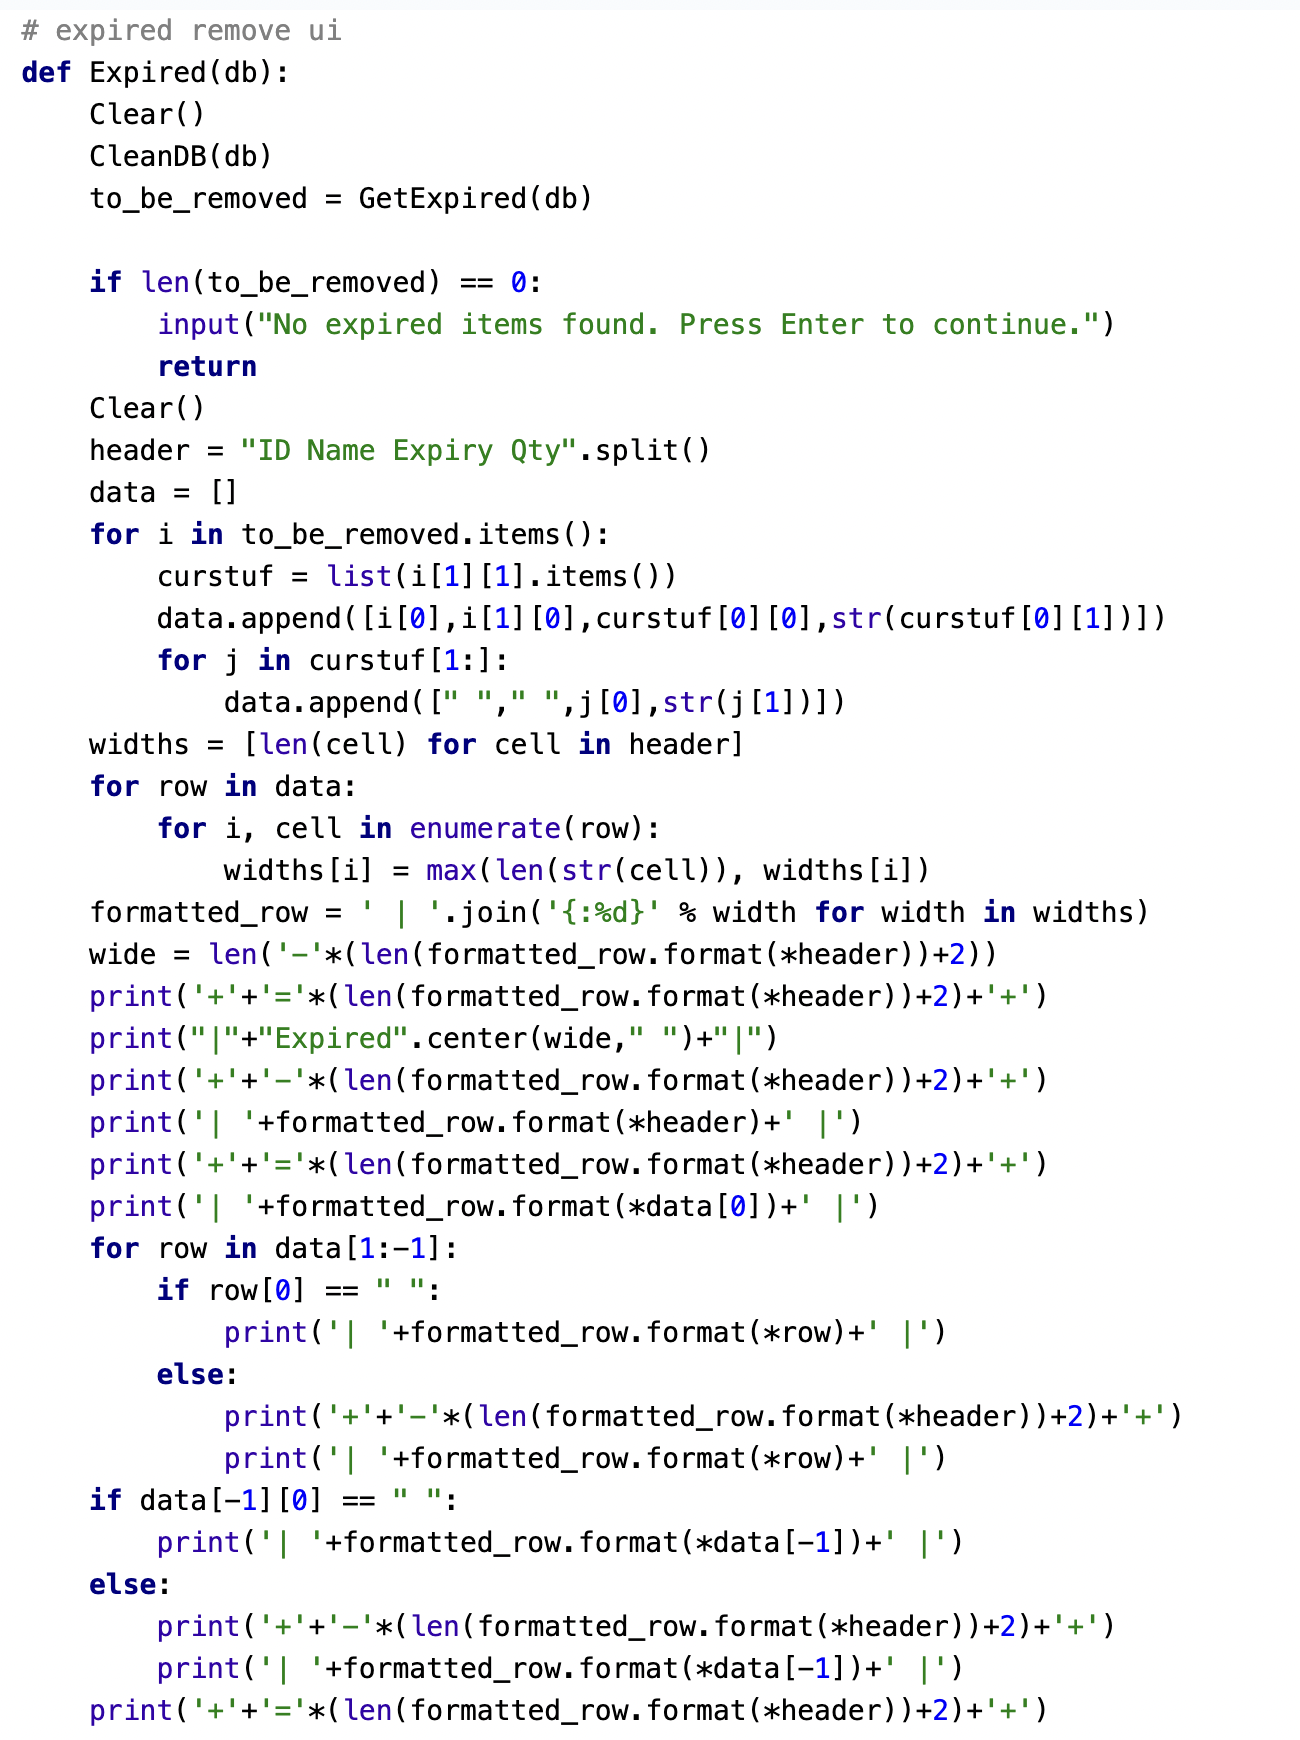 # expired remove ui
def Expired(db):
    Clear()
    CleanDB(db)
    to_be_removed = GetExpired(db)

    if len(to_be_removed) == 0:
        input("No expired items found. Press Enter to continue.")
        return
    Clear()
    header = "ID Name Expiry Qty".split()
    data = []
    for i in to_be_removed.items():
        curstuf = list(i[1][1].items())
        data.append([i[0],i[1][0],curstuf[0][0],str(curstuf[0][1])])
        for j in curstuf[1:]:
            data.append([" "," ",j[0],str(j[1])])
    widths = [len(cell) for cell in header]
    for row in data:
        for i, cell in enumerate(row):
            widths[i] = max(len(str(cell)), widths[i])
    formatted_row = ' | '.join('{:%d}' % width for width in widths)
    wide = len('-'*(len(formatted_row.format(*header))+2))
    print('+'+'='*(len(formatted_row.format(*header))+2)+'+')
    print("|"+"Expired".center(wide," ")+"|")
    print('+'+'-'*(len(formatted_row.format(*header))+2)+'+')
    print('| '+formatted_row.format(*header)+' |')
    print('+'+'='*(len(formatted_row.format(*header))+2)+'+')
    print('| '+formatted_row.format(*data[0])+' |')
    for row in data[1:-1]:
        if row[0] == " ":
            print('| '+formatted_row.format(*row)+' |')
        else:
            print('+'+'-'*(len(formatted_row.format(*header))+2)+'+')
            print('| '+formatted_row.format(*row)+' |')
    if data[-1][0] == " ":
        print('| '+formatted_row.format(*data[-1])+' |')
    else:
        print('+'+'-'*(len(formatted_row.format(*header))+2)+'+')
        print('| '+formatted_row.format(*data[-1])+' |')
    print('+'+'='*(len(formatted_row.format(*header))+2)+'+')